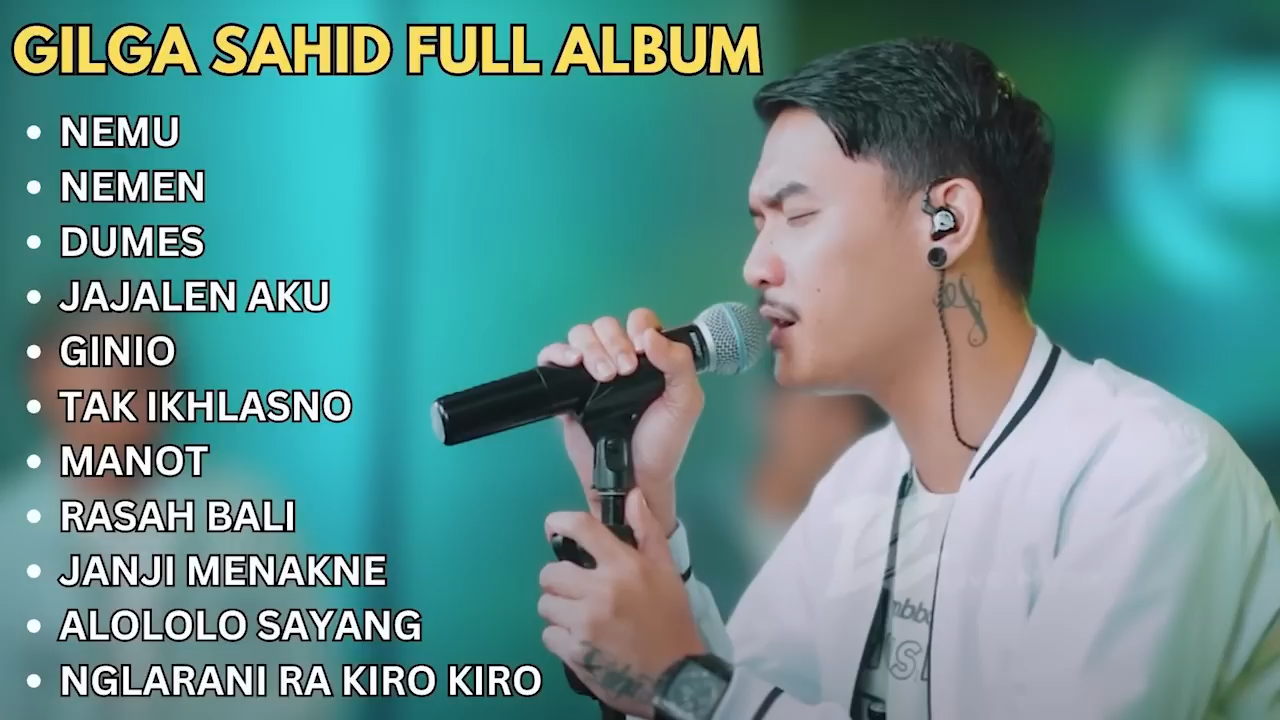 GILGA SAHID FULL ALBUM
• NEMU
• NEMEN
• DUMES
• JAJALEN AKU
• GINIO
• TAK IKHLASNO
• MANOT
• RASAH BALI
• JANJI MENAKNE
• ALOLOLO SAYANG
• NGLARANI RA KIRO KIRO